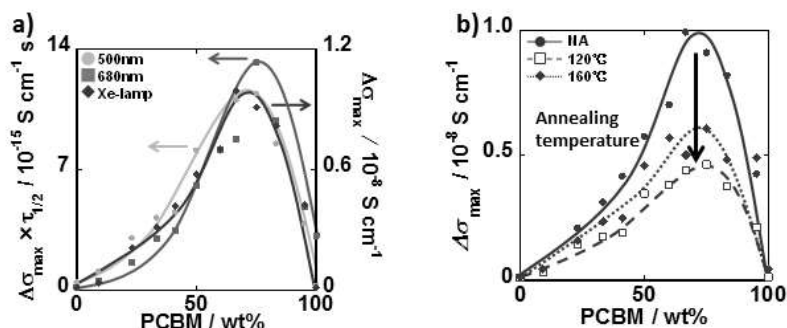 a)
14
7
0
Δσmax × τ1/2 / 10-15 S cm-1 s
500nm
680nm
Xe-lamp
1.2
0.6
0
Δσmax / 10-8 S cm-1
0
50
100
PCBM / wt%
b)
1.0
0.5
0
Δσmax / 10-8 S cm-1
NA
120℃
160℃
Annealing
temperature
0
50
100
PCBM / wt%